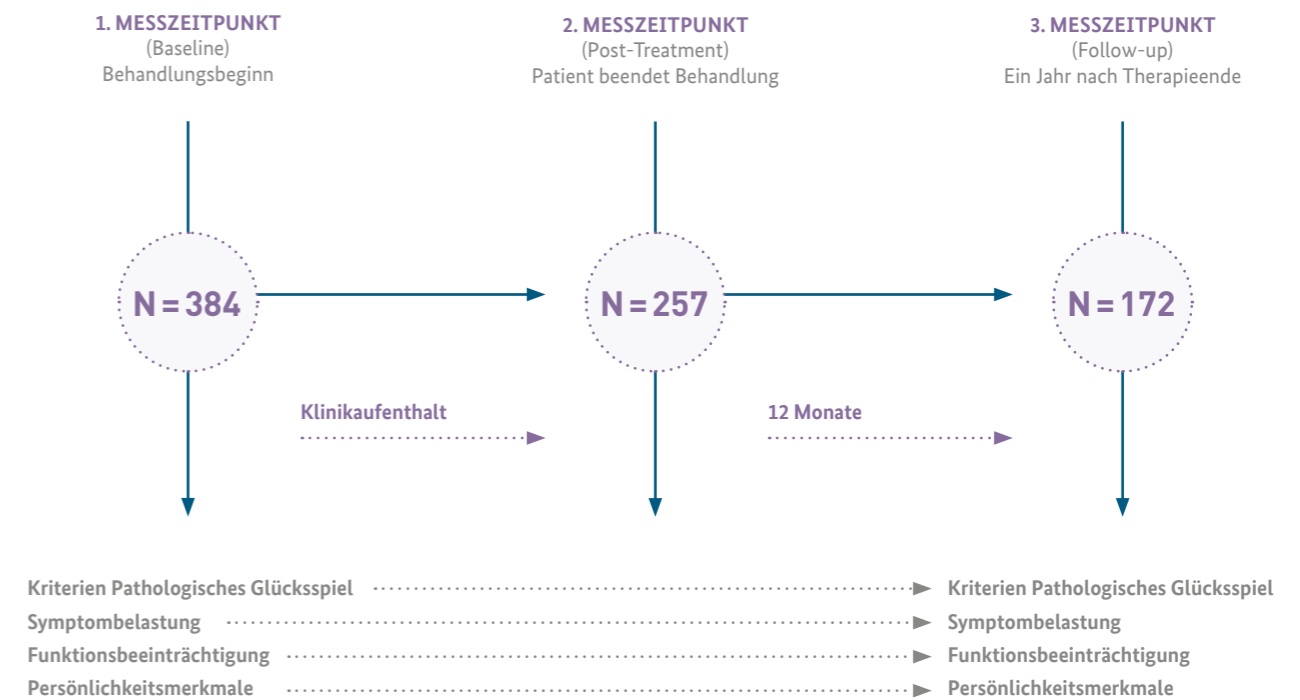 1. MESSZEITPUNKT
(Baseline)
Behandlungsbeginn
2. MESSZEITPUNKT
(Post-Treatment)
Patient beendet Behandlung
3. MESSZEITPUNKT
(Follow-up)
Ein Jahr nach Therapieende
N = 384
N = 257
N = 172
Klinikaufenthalt
12 Monate
Kriterien Pathologisches Glücksspiel
Kriterien Pathologisches Glücksspiel
Symptombelastung
Symptombelastung
Funktionsbeeinträchtigung
Funktionsbeeinträchtigung
Persönlichkeitsmerkmale
Persönlichkeitsmerkmale